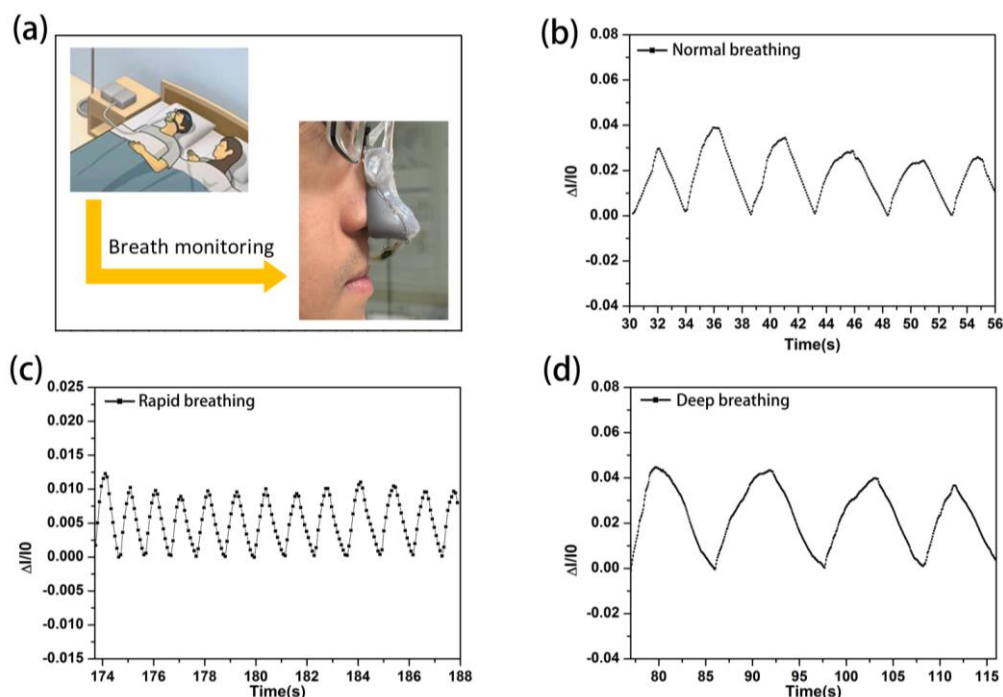 (a)
Breath monitoring
(b)
Normal breathing
0.08
0.06
0.04
0.02
0.00
-0.02
-0.04
ΔI/I0
30 32 34 36 38 40 42 44 46 48 50 52 54 56
Time(s)
(c)
Rapid breathing
0.025
0.020
0.015
0.010
0.005
0.000
-0.005
-0.010
-0.015
ΔI/I0
174 176 178 180 182 184 186 188
Time(s)
(d)
Deep breathing
0.08
0.06
0.04
0.02
0.00
-0.02
-0.04
ΔI/I0
80 85 90 95 100 105 110 115
Time(s)